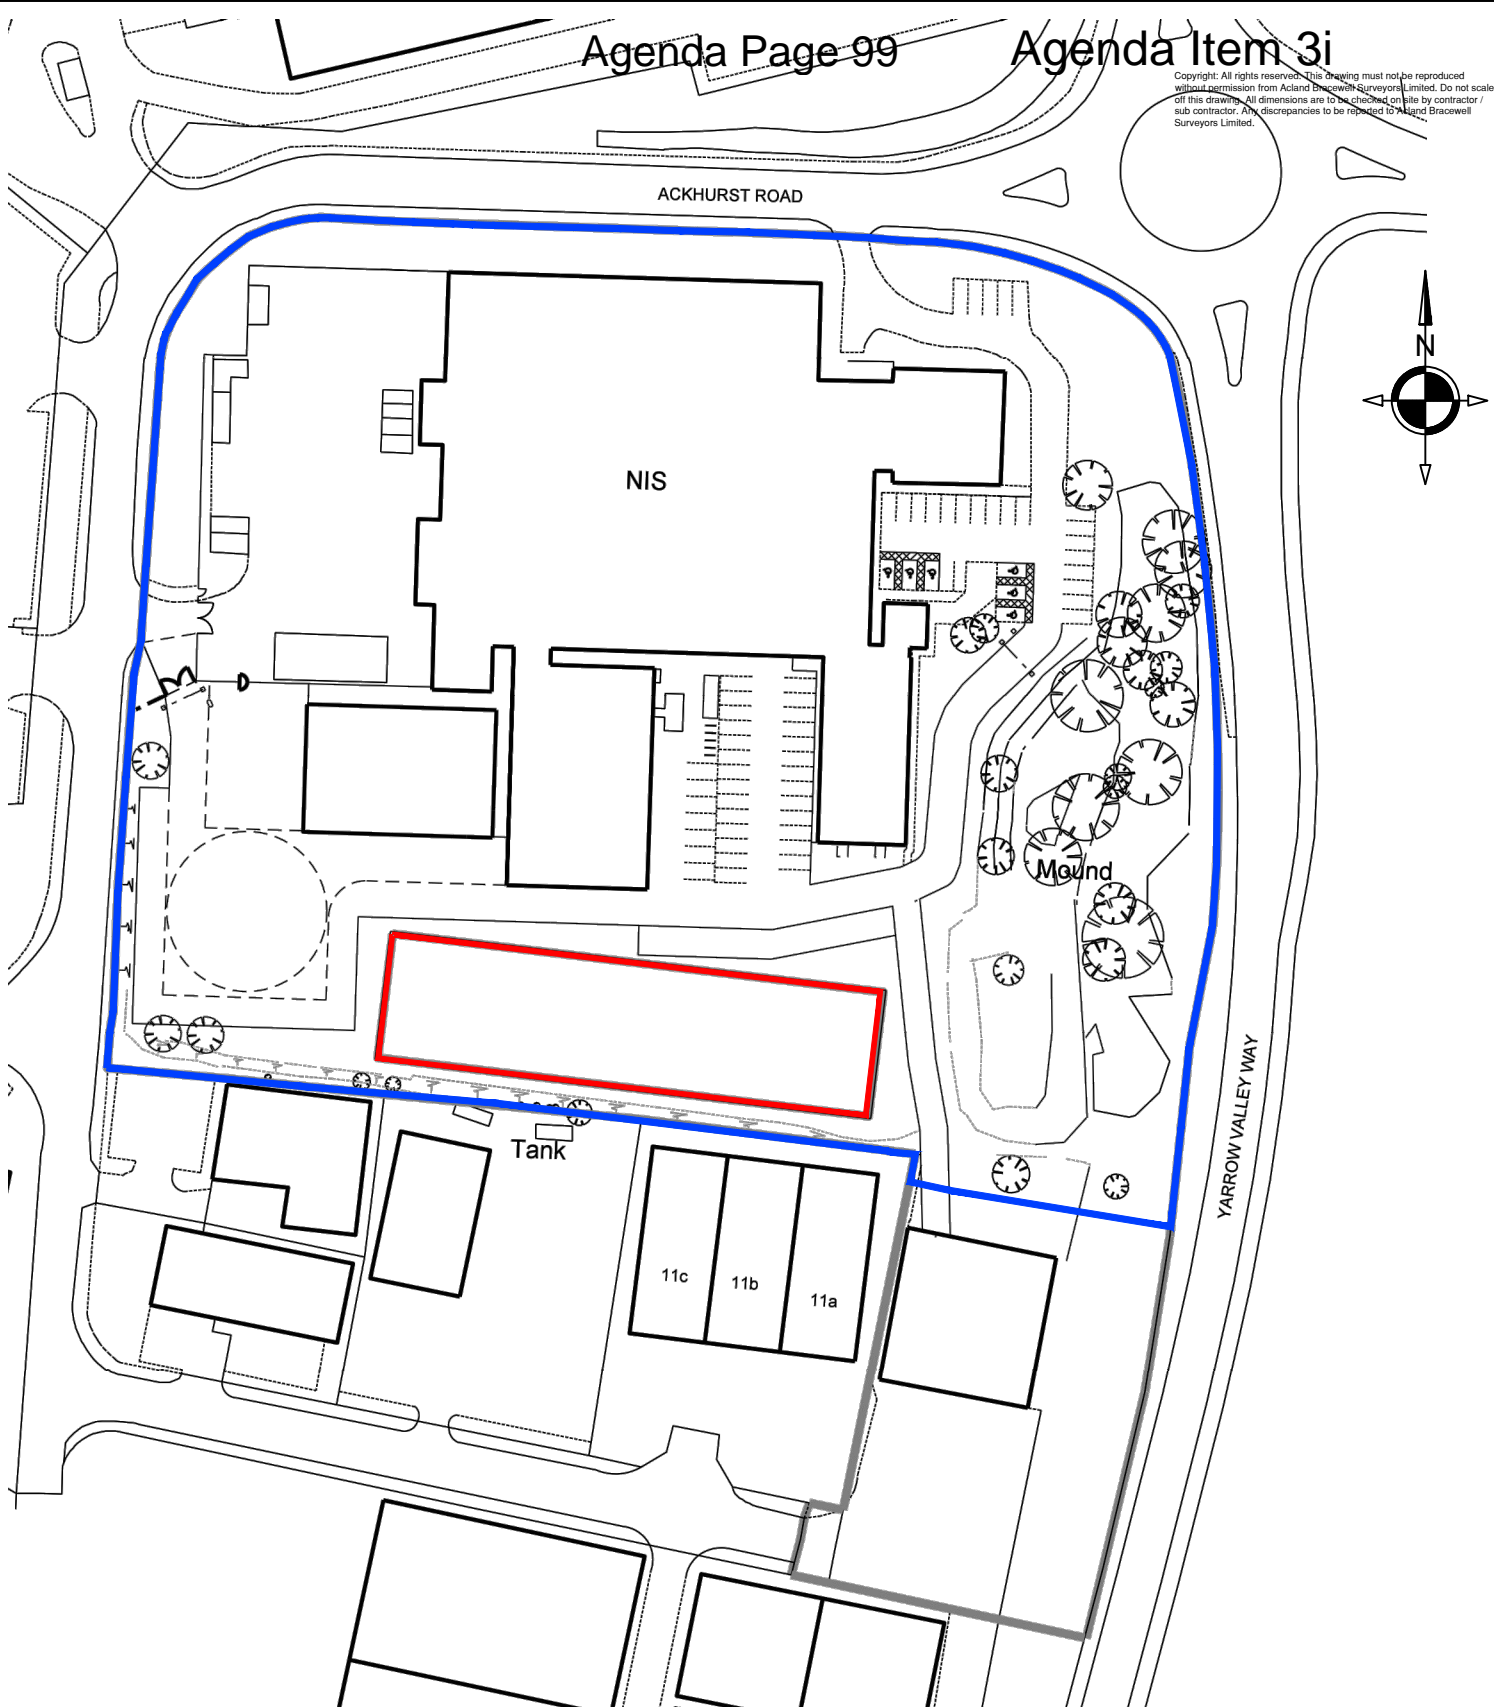 Agenda Page 99
Agenda Item 3i
Copyright: All rights reserved. This drawing must not be reproduced
without permission from Acland Bracewell Surveyors Limited. Do not scale
off this drawing. All dimensions are to be checked on site by contractor /
sub contractor. Any discrepancies to be reported to Acland Bracewell
Surveyors Limited.
ACKHURST ROAD
N
NIS
Mound
YARROW VALLEY WAY
Tank
11c
11b
11a